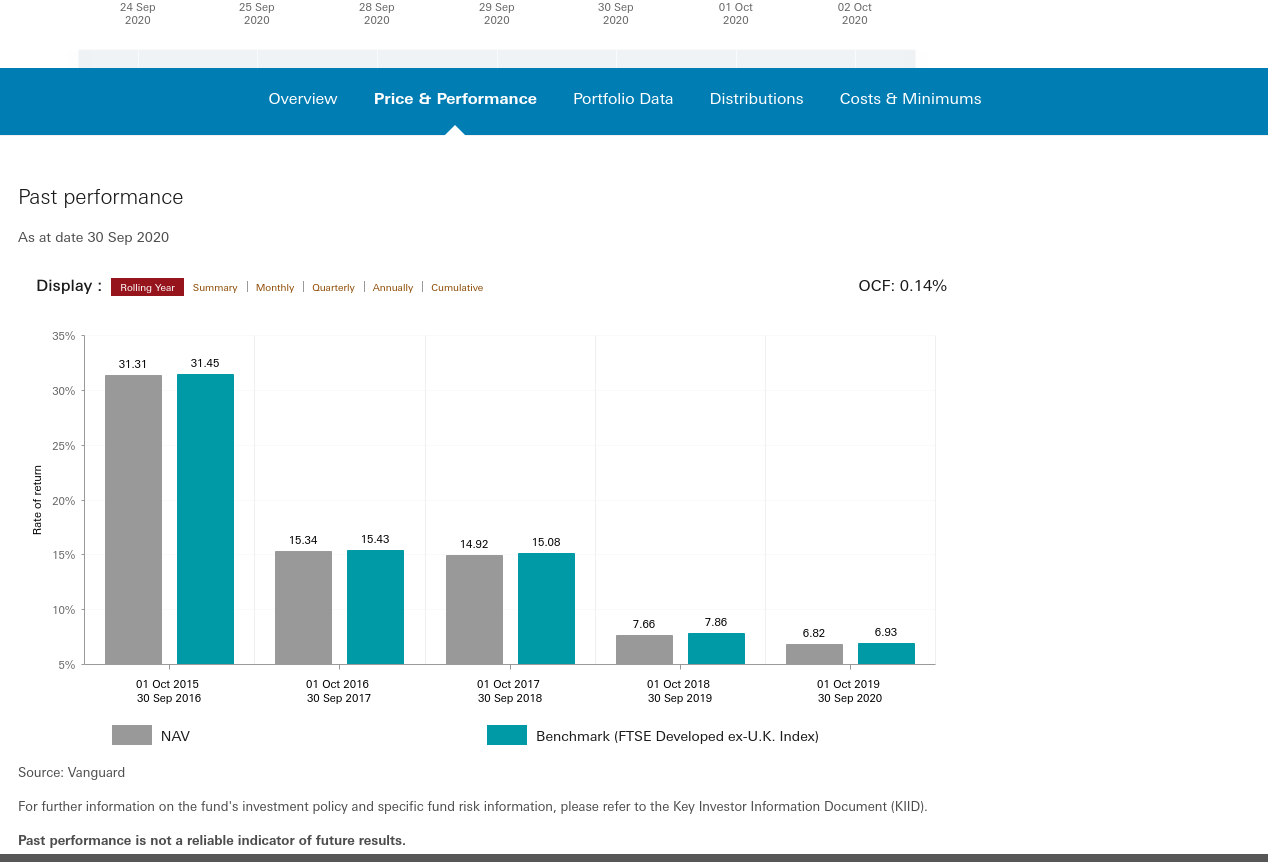 24 Sep 25 Sep 28 Sep 29 Sep 30 Sep 01 Oct 02 Oct
2020 2020 2020 2020 2020 2020 2020
Overview Price & Performance Portfolio Data Distributions Costs & Minimums
Past performance
As at date 30 Sep 2020
Display : Rolling Year Summary Monthly Quarterly Annually Cumulative OCF: 0.14%
35%
31.31 31.45
30%
25%
20%
Rate of return
15.34 15.43 14.92 15.08
15%
10%
7.66 7.86 6.82 6.93
5%
01 Oct 2015 01 Oct 2016 01 Oct 2017 01 Oct 2018 01 Oct 2019
30 Sep 2016 30 Sep 2017 30 Sep 2018 30 Sep 2019 30 Sep 2020
NAV Benchmark (FTSE Developed ex-U.K. Index)
Source: Vanguard
For further information on the fund's investment policy and specific fund risk information, please refer to the Key Investor Information Document (KIID).
Past performance is not a reliable indicator of future results.